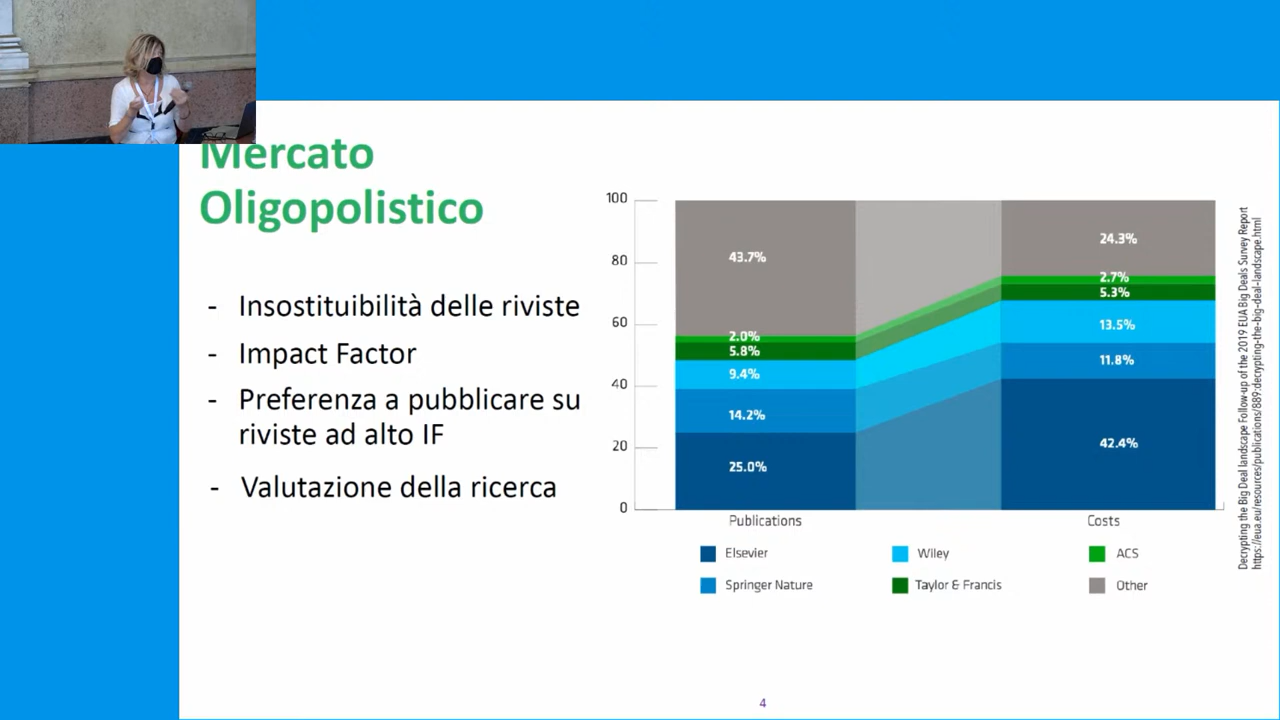 Mercato
Oligopolistico
- Insostituibilità delle riviste
- Impact Factor
- Preferenza a pubblicare su
riviste ad alto IF
- Valutazione della ricerca
100
80
60
40
20
0
43.7%
2.0%
5.8%
9.4%
14.2%
25.0%
24.3%
2.7%
5.3%
13.5%
11.8%
42.4%
Publications
Costs
Elsevier
Wiley
ACS
Springer Nature
Taylor & Francis
Other
Decrypting the Big Deal landscape Follow-up of the 2019 EUA Big Deals Survey Report
https://eua.eu/resources/publications/889:decrypting-the-big-deal-landscape.html
4